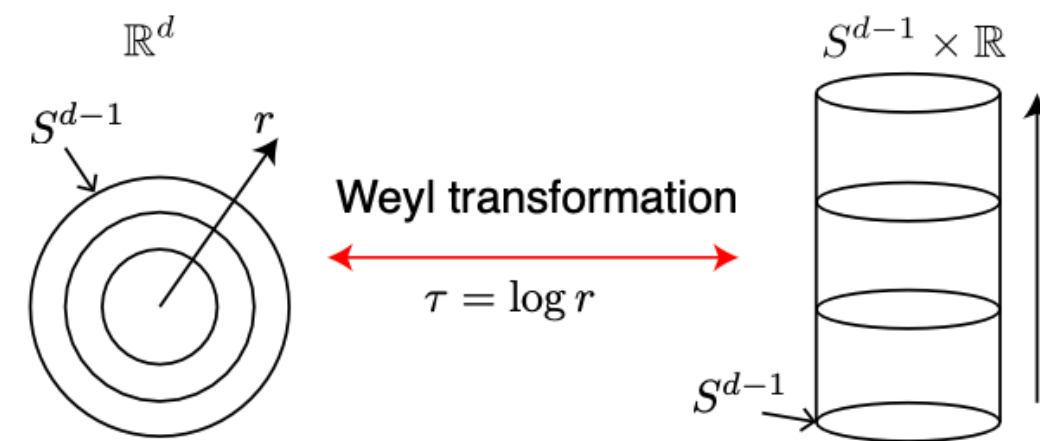 ℝ^d
S^{d−1} × ℝ
S^{d−1}
r
Weyl transformation
τ = log r
S^{d−1}